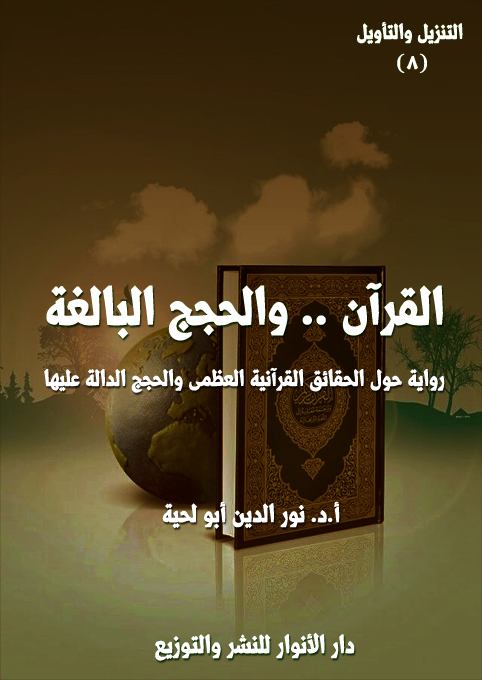 التنزيل والتأويل
(٨)
القرآن .. والحجج البالغة
رواية حول الحقائق القرآنية العظمى والحجج الدالة عليها
أ.د. نور الدين أبو لحية
دار الأنوار للنشر والتوزيع